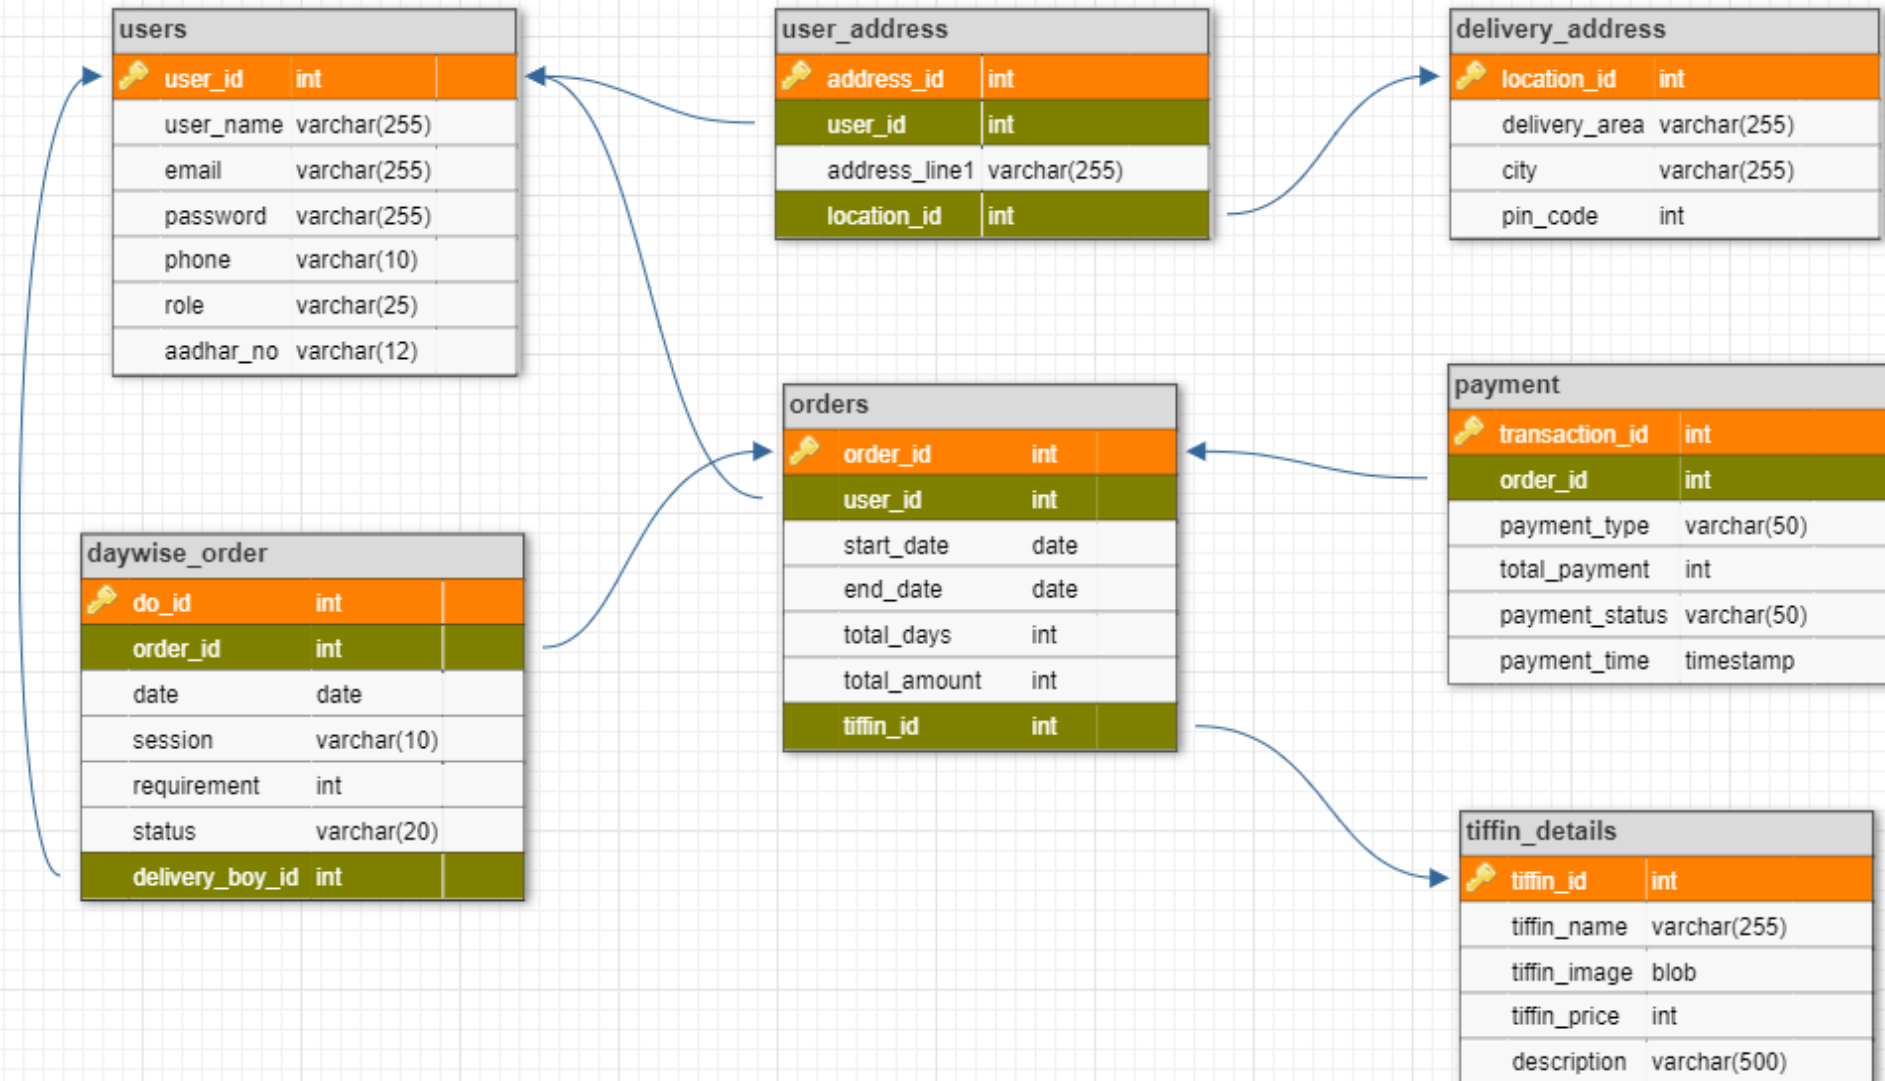 users
user_id int
user_name varchar(255)
email varchar(255)
password varchar(255)
phone varchar(10)
role varchar(25)
aadhar_no varchar(12)
user_address
address_id int
user_id int
address_line1 varchar(255)
location_id int
delivery_address
location_id int
delivery_area varchar(255)
city varchar(255)
pin_code int
orders
order_id int
user_id int
start_date date
end_date date
total_days int
total_amount int
tiffin_id int
payment
transaction_id int
order_id int
payment_type varchar(50)
total_payment int
payment_status varchar(50)
payment_time timestamp
daywise_order
do_id int
order_id int
date date
session varchar(10)
requirement int
status varchar(20)
delivery_boy_id int
tiffin_details
tiffin_id int
tiffin_name varchar(255)
tiffin_image blob
tiffin_price int
description varchar(500)